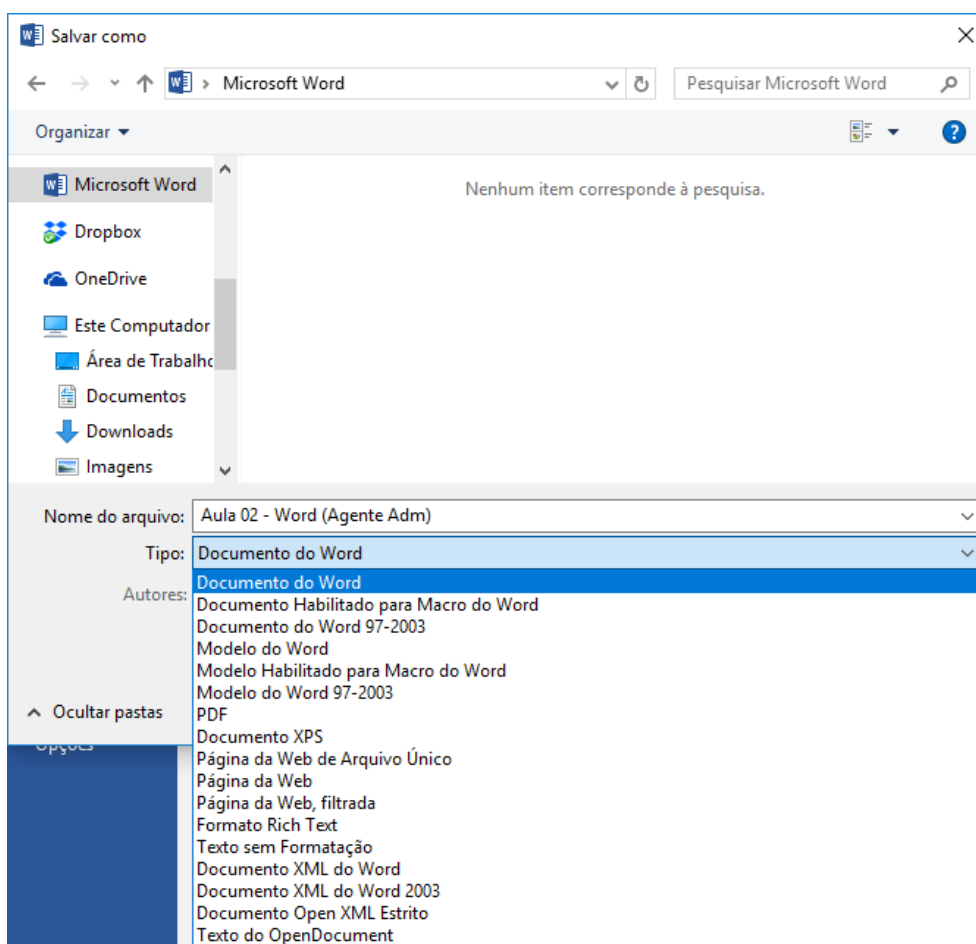 Salvar como
Microsoft Word
Pesquisar Microsoft Word
Organizar
Microsoft Word
Nenhum item corresponde à pesquisa.
Dropbox
OneDrive
Este Computador
Área de Trabalho
Documentos
Downloads
Imagens
Nome do arquivo: Aula 02 - Word (Agente Adm)
Tipo: Documento do Word
Autores:
Documento do Word
Documento Habilitado para Macro do Word
Documento do Word 97-2003
Modelo do Word
Modelo Habilitado para Macro do Word
Modelo do Word 97-2003
Ocultar pastas
PDF
Documento XPS
Opções
Página da Web de Arquivo Único
Página da Web
Página da Web, filtrada
Formato Rich Text
Texto sem Formatação
Documento XML do Word
Documento XML do Word 2003
Documento Open XML Estrito
Texto do OpenDocument